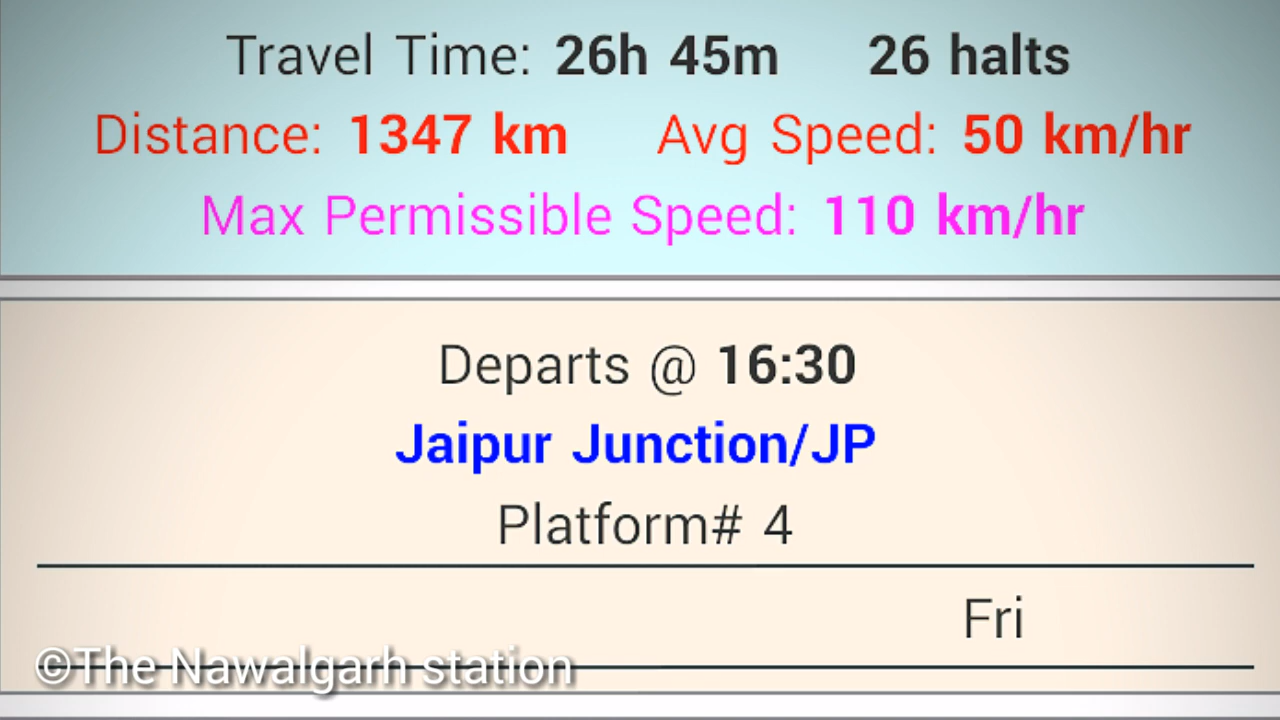 Travel Time: 26h 45m 26 halts
Distance: 1347 km Avg Speed: 50 km/hr
Max Permissible Speed: 110 km/hr
Departs @ 16:30
Jaipur Junction/JP
Platform# 4
Fri
©The Nawalgarh station